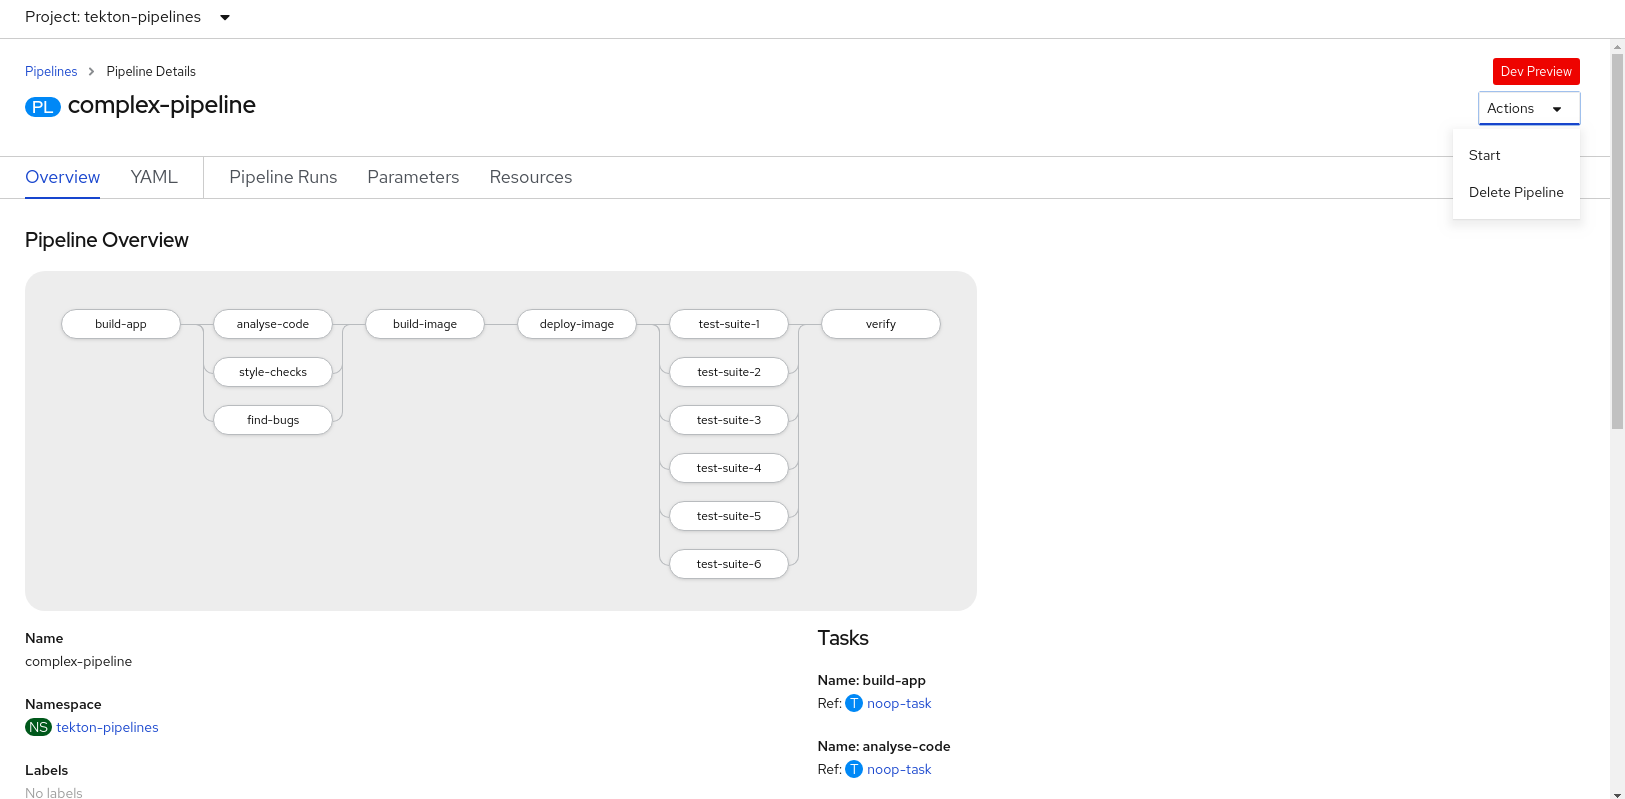 Project: tekton-pipelines
Pipelines > Pipeline Details
Dev Preview
PL complex-pipeline
Actions
Start
Delete Pipeline
Overview YAML Pipeline Runs Parameters Resources
Pipeline Overview
build-app analyse-code build-image deploy-image test-suite-1 verify
style-checks test-suite-2
find-bugs test-suite-3
test-suite-4
test-suite-5
test-suite-6
Name
complex-pipeline
Namespace
NS tekton-pipelines
Labels
No labels
Tasks
Name: build-app
Ref: T noop-task
Name: analyse-code
Ref: T noop-task